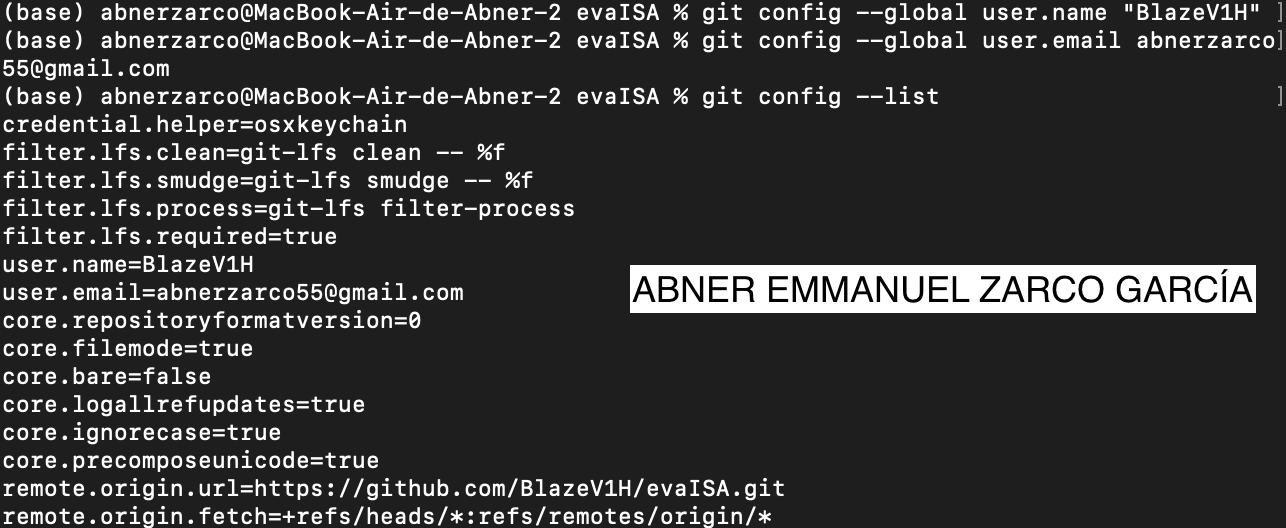 (base) abnerzarco@MacBook-Air-de-Abner-2 evaISA % git config --global user.name "BlazeV1H" ]
(base) abnerzarco@MacBook-Air-de-Abner-2 evaISA % git config --global user.email abnerzarco]
55@gmail.com
(base) abnerzarco@MacBook-Air-de-Abner-2 evaISA % git config --list ]
credential.helper=osxkeychain
filter.lfs.clean=git-lfs clean -- %f
filter.lfs.smudge=git-lfs smudge -- %f
filter.lfs.process=git-lfs filter-process
filter.lfs.required=true
user.name=BlazeV1H
user.email=abnerzarco55@gmail.com
ABNER EMMANUEL ZARCO GARCÍA
core.repositoryformatversion=0
core.filemode=true
core.bare=false
core.logallrefupdates=true
core.ignorecase=true
core.precomposeunicode=true
remote.origin.url=https://github.com/BlazeV1H/evaISA.git
remote.origin.fetch=+refs/heads/*:refs/remotes/origin/*